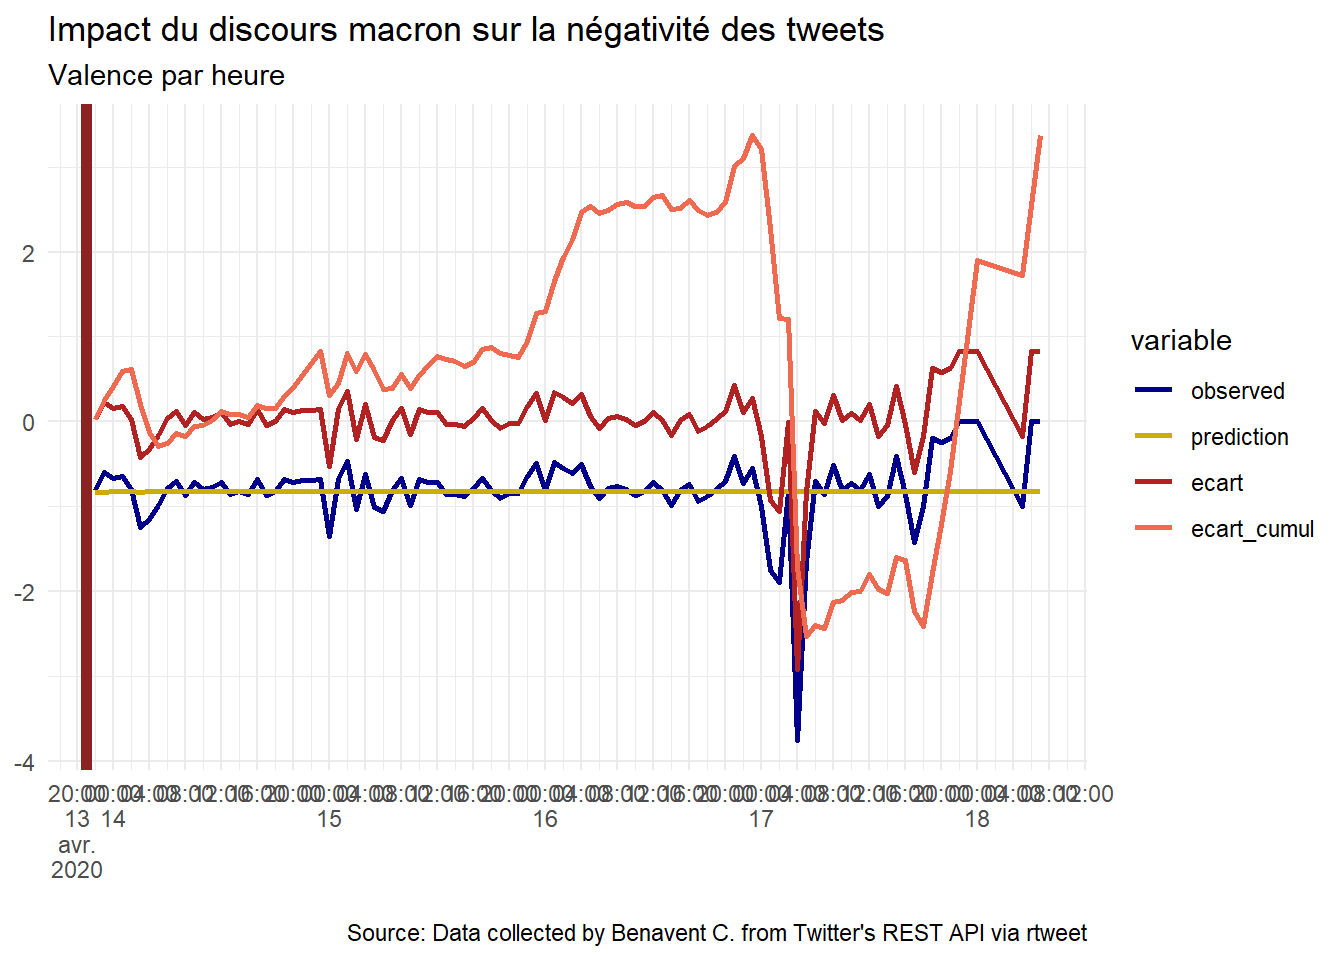 Impact du discours macron sur la négativité des tweets
Valence par heure
2
0
-2
-4
20:00 00:00 04:00 08:00 12:00 16:00 20:00 00:00 04:00 08:00 12:00 16:00 20:00 00:00 04:00 08:00 12:00 16:00 20:00 00:00 04:00 08:00 12:00 16:00 20:00 00:00 04:00 08:00 12:00
13 14 15 16 17 18
avr.
2020
variable
observed
prediction
ecart
ecart_cumul
Source: Data collected by Benavent C. from Twitter's REST API via rtweet